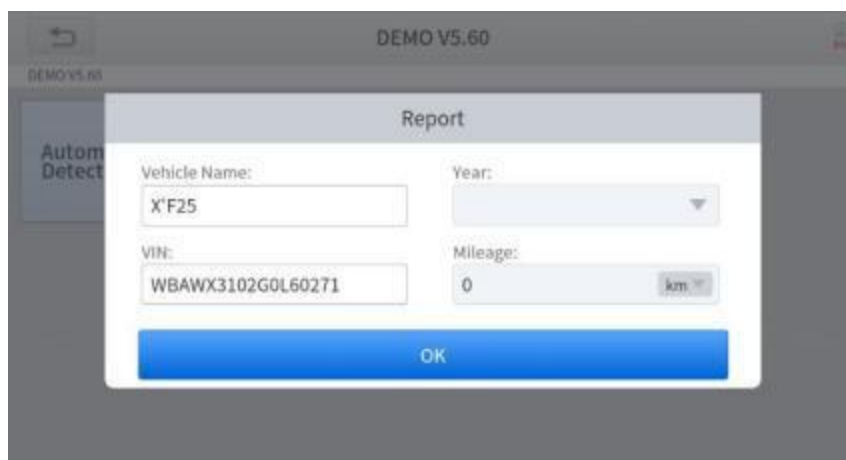 DEMO V5.60
DEMO V5.60
Autom
Detect
Report
Vehicle Name:
Year:
X'F25
VIN:
Mileage:
WBAWX3102G0L60271
0
km
OK